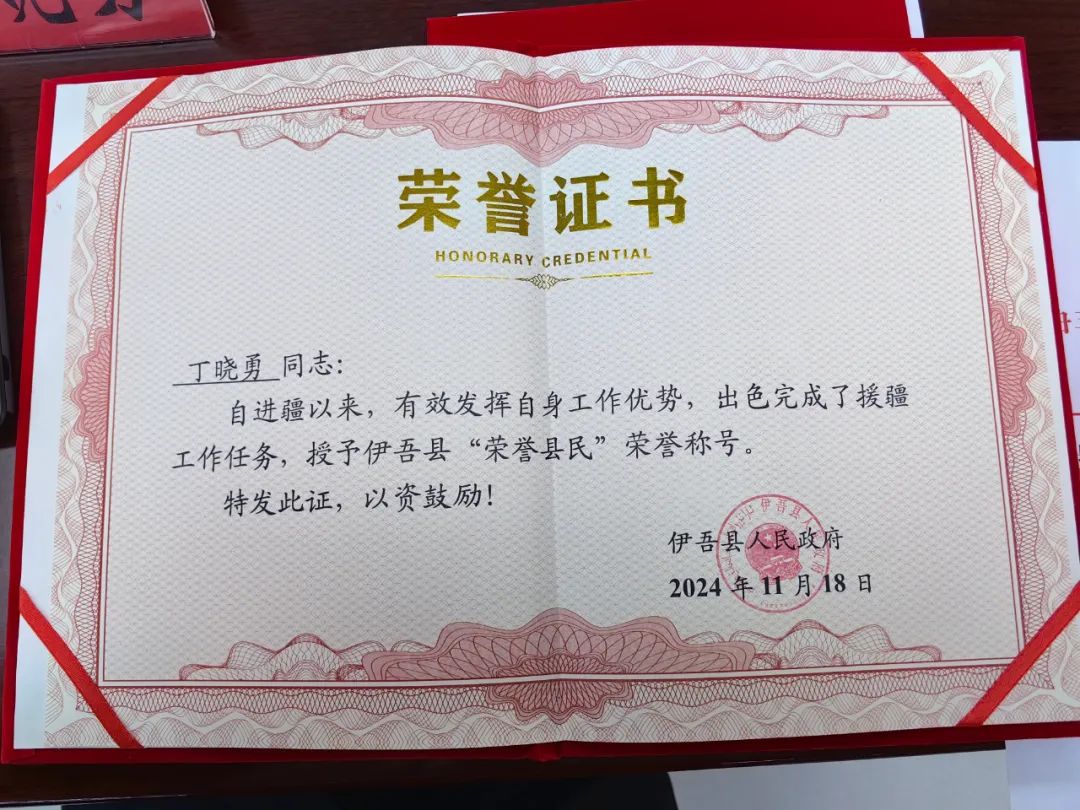 荣誉证书
HONORARY CREDENTIAL
丁晓勇 同志：
自进疆以来，有效发挥自身工作优势，出色完成了援疆
工作任务，授予伊吾县“荣誉县民”荣誉称号。
特发此证，以资鼓励！
伊吾县人民政府
2024 年 11 月 18 日